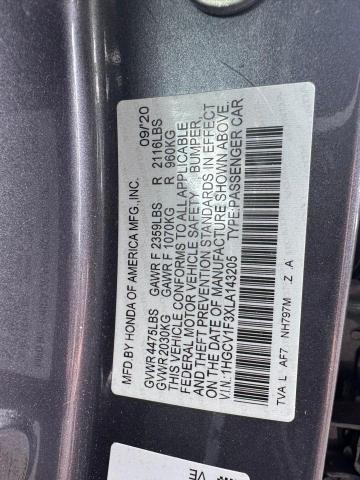 MFD BY HONDA OF AMERICA MFG., INC. 09/20
GVWR 4475LBS GAWR F 2359LBS R 2116LBS
GVWR 2030KG GAWR F 1070KG R 960KG
THIS VEHICLE CONFORMS TO ALL APPLICABLE
FEDERAL MOTOR VEHICLE SAFETY BUMPER,
AND THEFT PREVENTION STANDARDS IN EFFECT
ON THE DATE OF MANUFACTURE SHOWN ABOVE.
V.I.N. 1HGCV1F3XLA143205 TYPE:PASSENGER CAR
TVA L AF7 NH797M Z A
VE